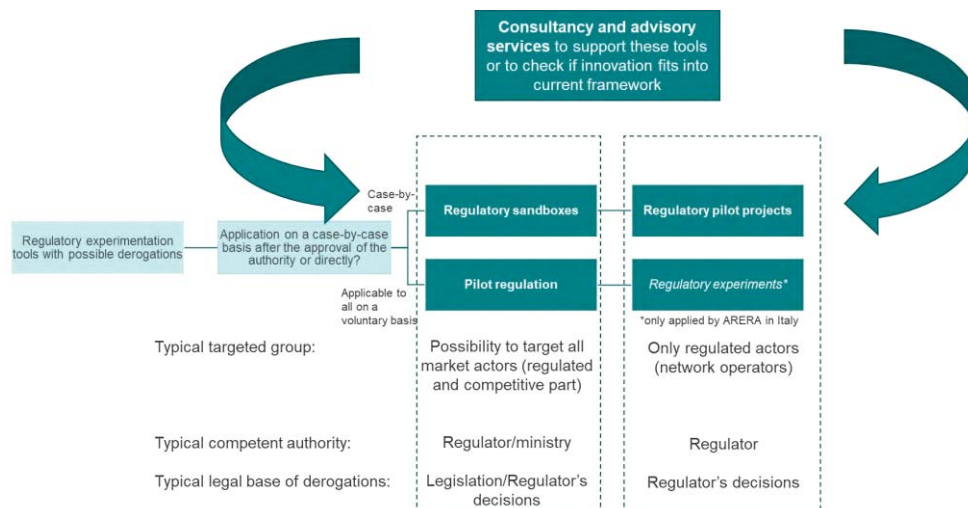 Consultancy and advisory
services to support these tools
or to check if innovation fits into
current framework
Case-by-
case
Regulatory sandboxes
Regulatory pilot projects
Regulatory experimentation
tools with possible derogations
Application on a case-by-case
basis after the approval of the
authority or directly?
Applicable to
all on a
voluntary basis
Pilot regulation
Regulatory experiments*
*only applied by ARERA in Italy
Typical targeted group:
Possibility to target all
market actors (regulated
and competitive part)
Only regulated actors
(network operators)
Typical competent authority:
Regulator/ministry
Regulator
Typical legal base of derogations:
Legislation/Regulator's
decisions
Regulator's decisions